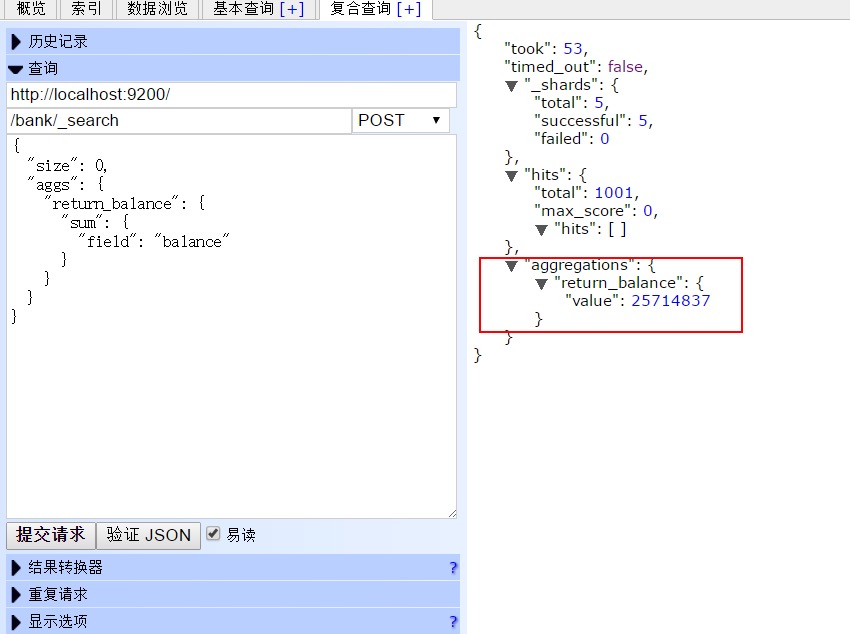 概览 索引 数据浏览 基本查询 [+] 复合查询 [+]
历史记录
查询
http://localhost:9200/
/bank/_search POST
{
"size": 0,
"aggs": {
"return_balance": {
"sum": {
"field": "balance"
}
}
}
}
提交请求 验证 JSON 易读
结果转换器 ?
重复请求
显示选项 ?
{
"took": 53,
"timed_out": false,
"_shards": {
"total": 5,
"successful": 5,
"failed": 0
},
"hits": {
"total": 1001,
"max_score": 0,
"hits": [ ]
},
"aggregations": {
"return_balance": {
"value": 25714837
}
}
}